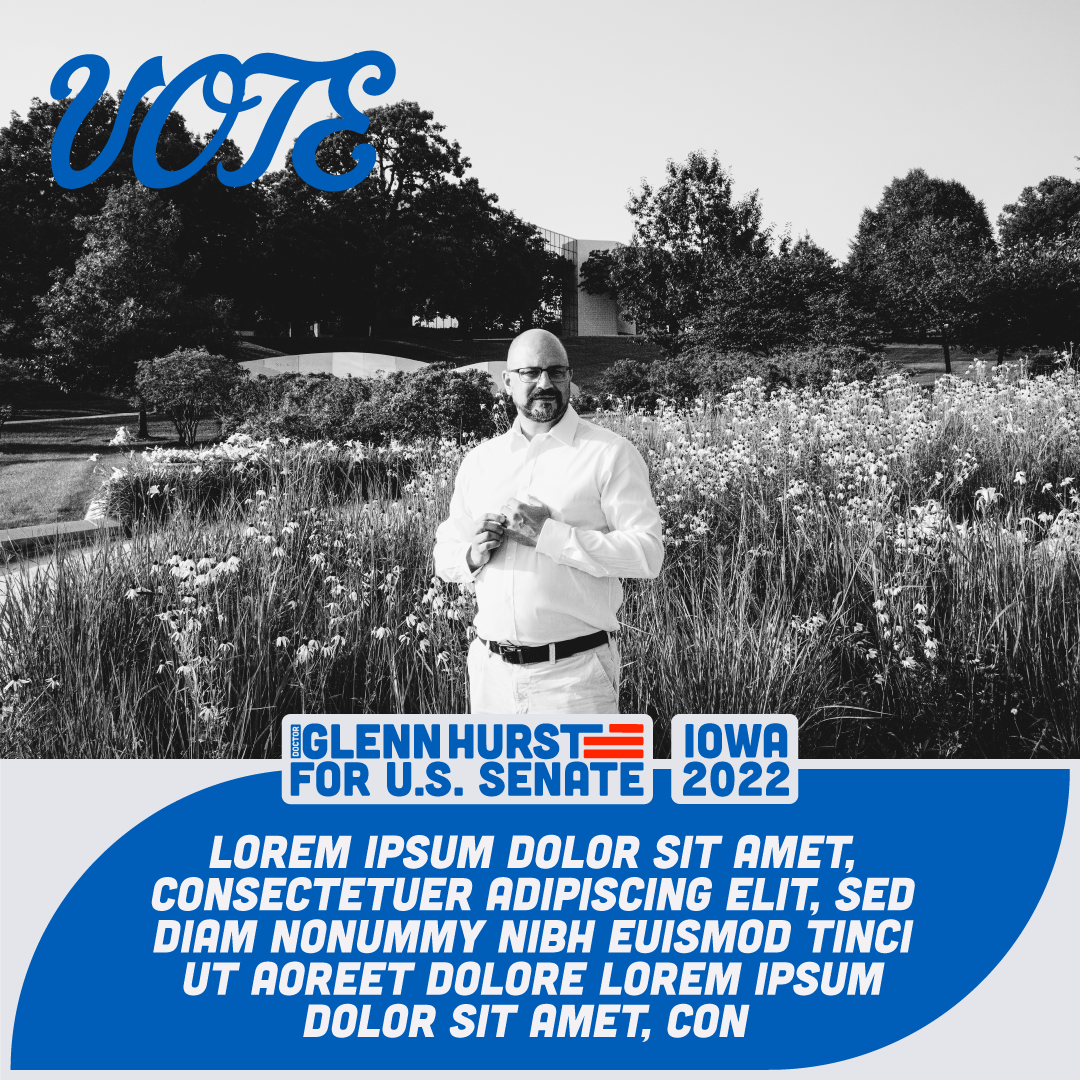 VOTE
DOCTOR GLENN HURST
FOR U.S. SENATE
IOWA
2022
LOREM IPSUM DOLOR SIT AMET,
CONSECTETUER ADIPISCING ELIT, SED
DIAM NONUMMY NIBH EUISMOD TINCI
UT AOREET DOLORE LOREM IPSUM
DOLOR SIT AMET, CON